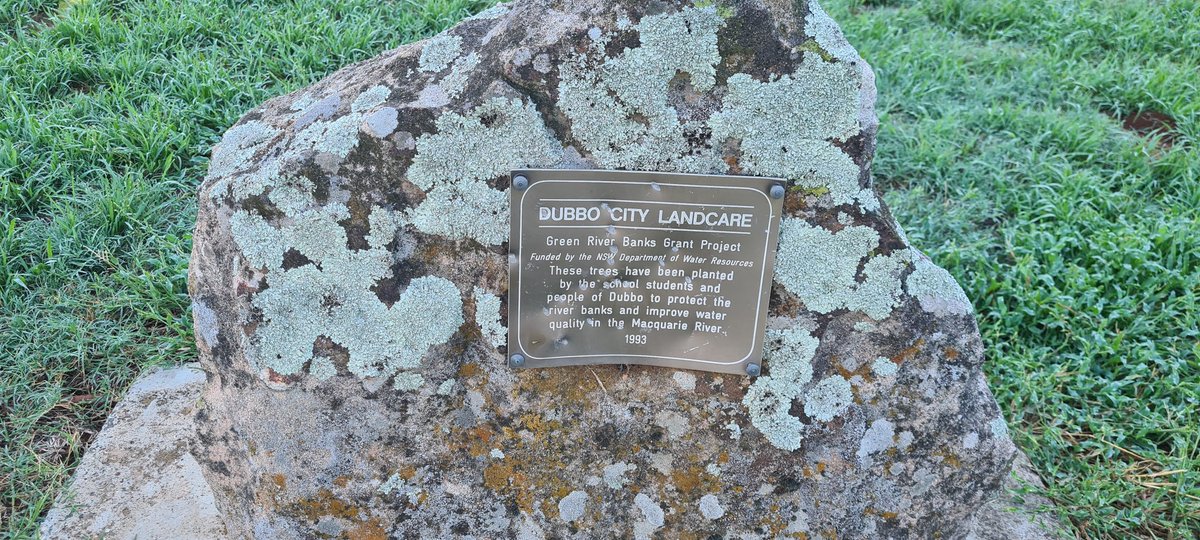 DUBBO CITY LANDCARE
Green River Banks Grant Project
Funded by the NSW Department of Water Resources
These trees have been planted
by the school students and
people of Dubbo to protect the
river banks and improve water
quality in the Macquarie River.
1993